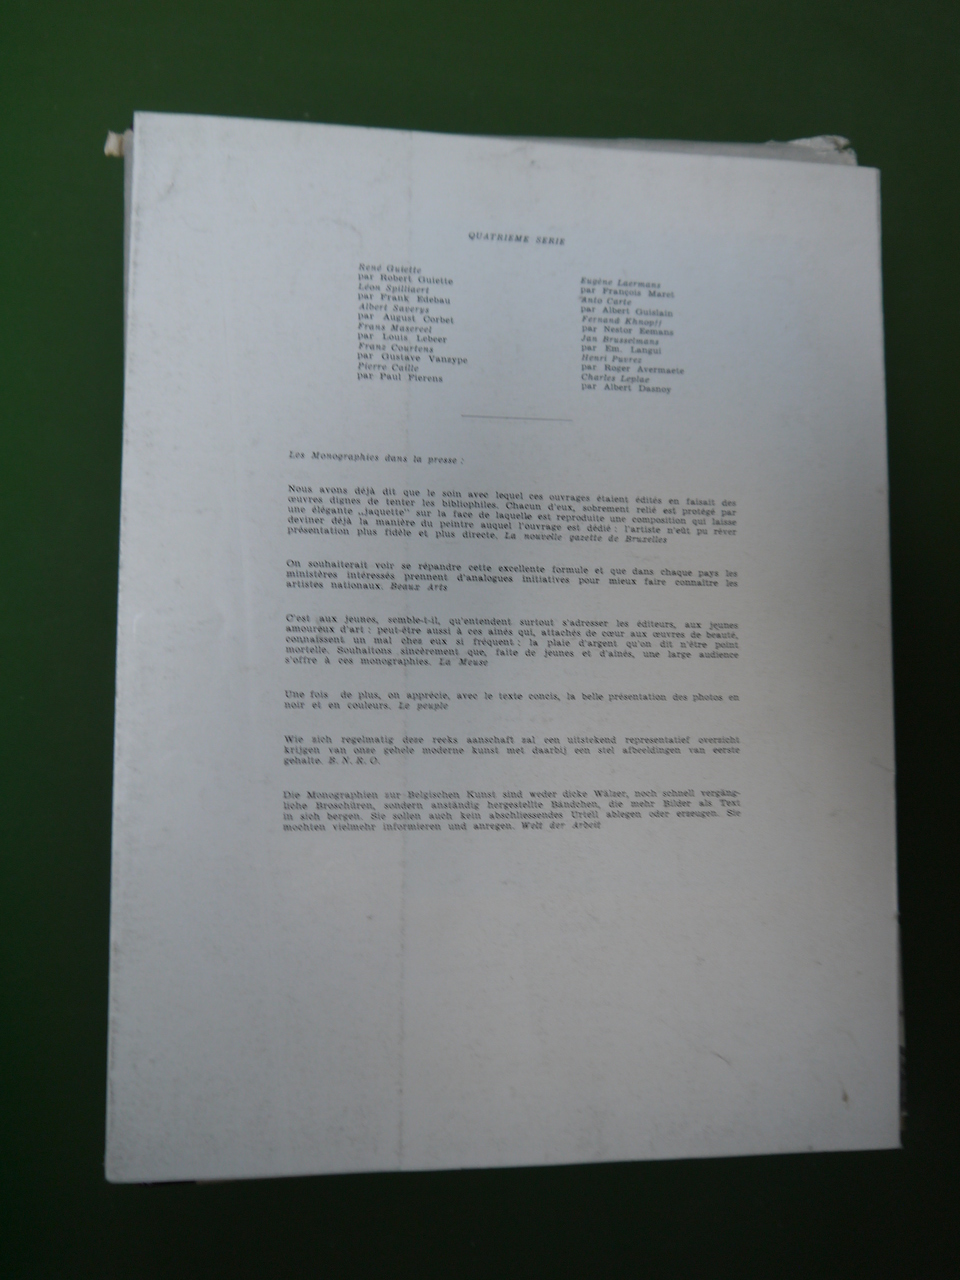 QUATRIEME SERIE
René Guiette
par Robert Guiette
Léon Spilliaert
par Frank Edebau
Albert Saverys
par August Corbet
Frans Masereel
par Louis Lebeer
Franz Courtens
par Gustave Vanzype
Pierre Caille
par Paul Fierens
Eugène Laermans
par François Maret
Anto Carte
par Albert Guislain
Fernand Khnopff
par Nestor Eemans
Jan Brusselmans
par Em. Langui
Henri Puvrez
par Roger Avermaete
Charles Leplae
par Albert Dasnoy
Les Monographies dans la presse :
Nous avons déjà dit que le soin avec lequel ces ouvrages étaient édités en faisait des
œuvres dignes de tenter les bibliophiles. Chacun d'eux, sobrement relié est protégé par
une élégante „jaquette" sur la face de laquelle est reproduite une composition qui laisse
deviner déjà la manière du peintre auquel l'ouvrage est dédié : l'artiste n'eût pu rêver
présentation plus fidèle et plus directe. La nouvelle gazette de Bruxelles
On souhaiterait voir se répandre cette excellente formule et que dans chaque pays les
ministères intéressés prennent d'analogues initiatives pour mieux faire connaître les
artistes nationaux. Beaux Arts
C'est aux jeunes, semble-t-il, qu'entendent surtout s'adresser les éditeurs, aux jeunes
amoureux d'art : peut-être aussi à ces aînés qui, attachés de cœur aux œuvres de beauté,
connaissent un mal chez eux si fréquent : la plaie d'argent qu'on dit n'être point
mortelle. Souhaitons sincèrement que, faite de jeunes et d'aînés, une large audience
s'offre à ces monographies. La Meuse
Une fois de plus, on apprécie, avec le texte concis, la belle présentation des photos en
noir et en couleurs. Le peuple
Wie zich regelmatig deze reeks aanschaft zal een uitstekend representatief overzicht
krijgen van onze gehele moderne kunst met daarbij een stel afbeeldingen van eerste
gehalte. B. N. R. O.
Die Monographien zur Belgischen Kunst sind weder dicke Wälzer, noch schnell vergäng-
liche Broschüren, sondern anständig hergestellte Bändchen, die mehr Bilder als Text
in sich bergen. Sie sollen auch kein abschliessendes Urteil ablegen oder erzeugen. Sie
mochten vielmehr informieren und anregen. Welt der Arbeit